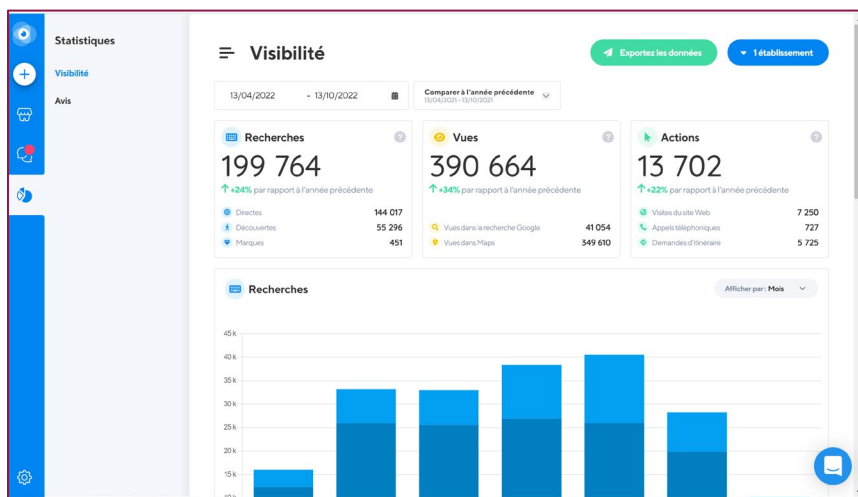 Statistiques
Visibilité
Avis
Visibilité
Exportez les données
1 établissement
13/04/2022 - 13/10/2022
Comparer à l'année précédente
13/04/2021 - 13/10/2021
Recherches
199 764
+24% par rapport à l'année précédente
Directes 144 017
Découvertes 55 296
Marques 451
Vues
390 664
+34% par rapport à l'année précédente
Vues dans la recherche Google 41 054
Vues dans Maps 349 610
Actions
13 702
+22% par rapport à l'année précédente
Visites du site Web 7 250
Appels téléphoniques 727
Demandes d'itinéraire 5 725
Recherches
Afficher par : Mois
45 k
40 k
35 k
30 k
25 k
20 k
15 k